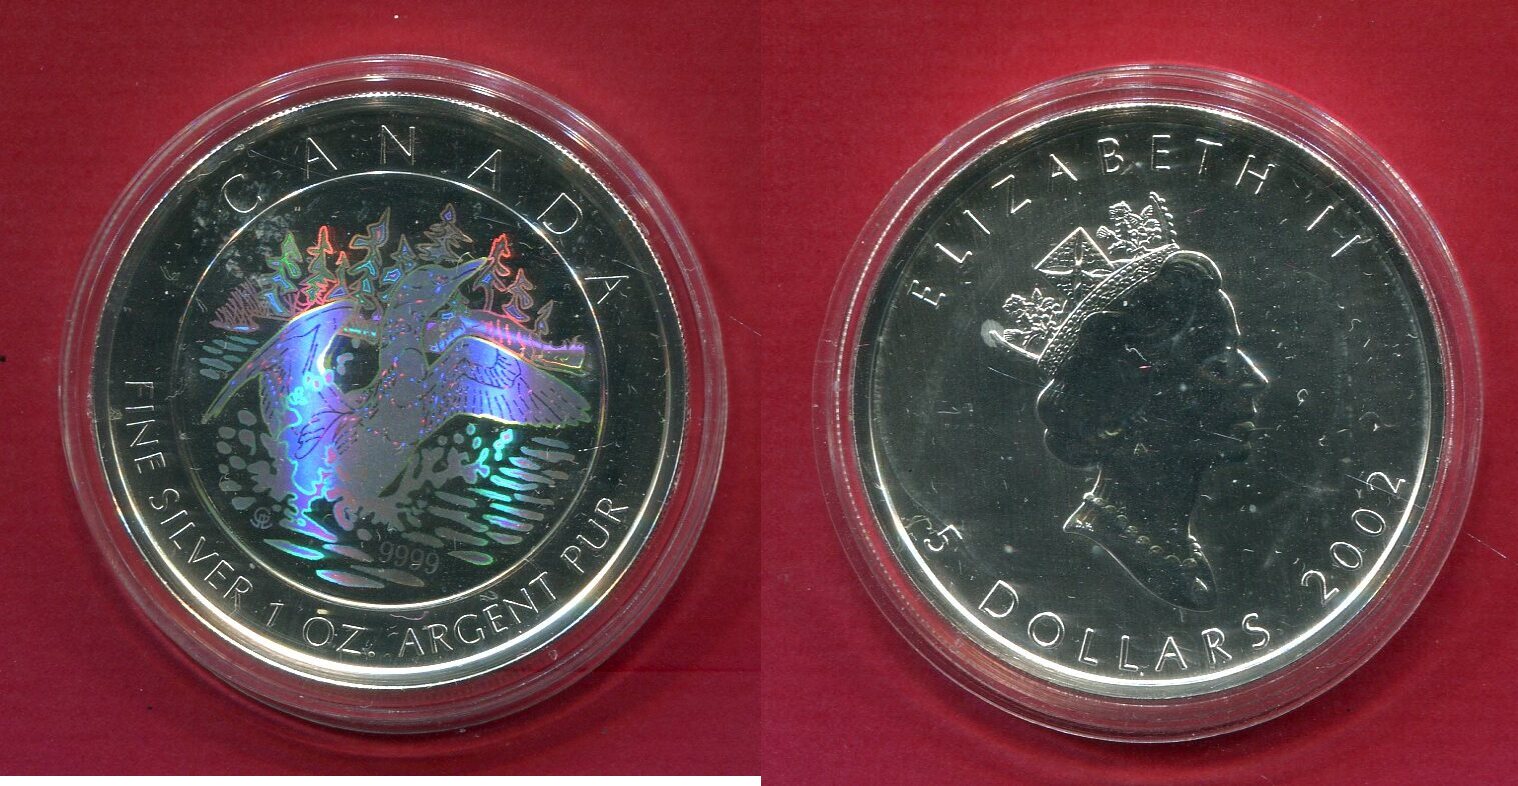 CANADA
9999
FINE SILVER 1 OZ. ARGENT PUR
ELIZABETH II
5 DOLLARS 2002